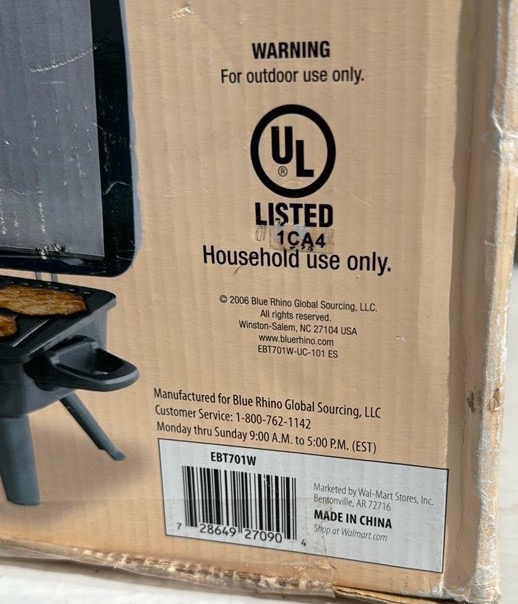 WARNING
For outdoor use only.
UL
®
LISTED
1CA4
Household use only.
© 2006 Blue Rhino Global Sourcing, LLC.
All rights reserved.
Winston-Salem, NC 27104 USA
www.bluerhino.com
EBT701W-UC-101 ES
Manufactured for Blue Rhino Global Sourcing, LLC
Customer Service: 1-800-762-1142
Monday thru Sunday 9:00 A.M. to 5:00 P.M. (EST)
EBT701W
7 28649 27090 4
Marketed by Wal-Mart Stores, Inc.
Bentonville, AR 72716
MADE IN CHINA
Shop at Walmart.com